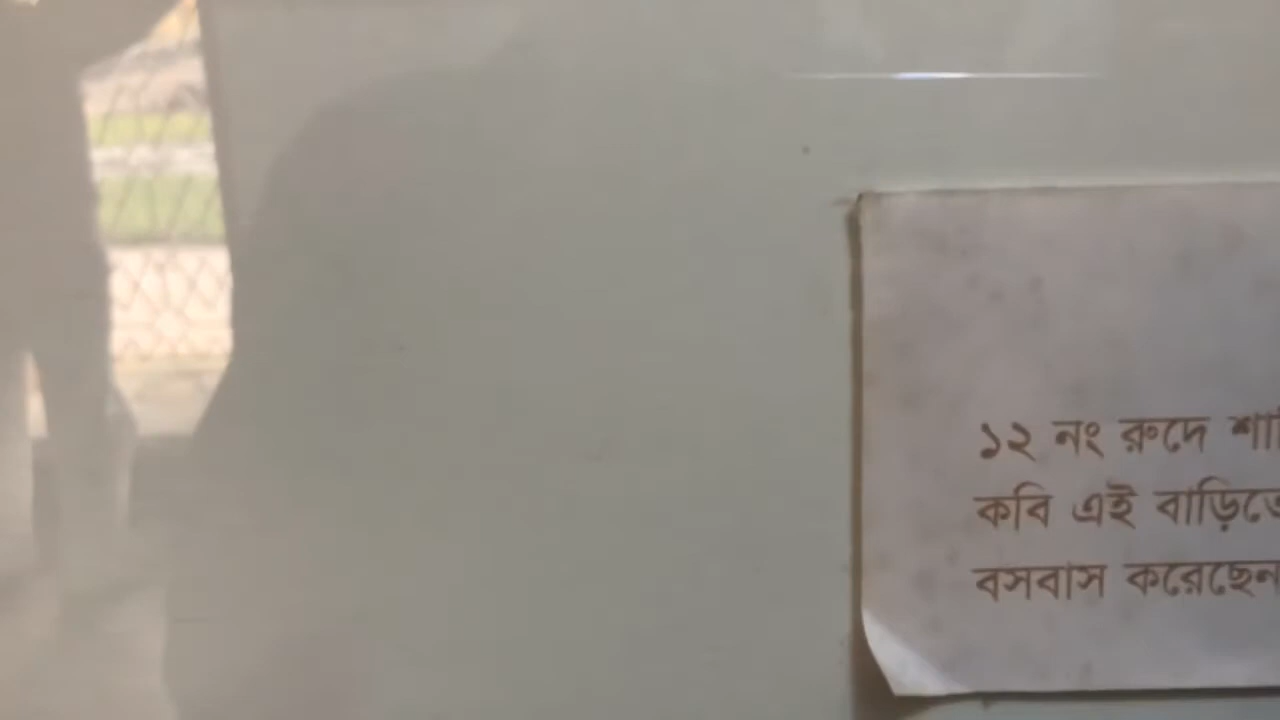 ১২ নং রুদে
কবি এই
বসবাস করেছেন